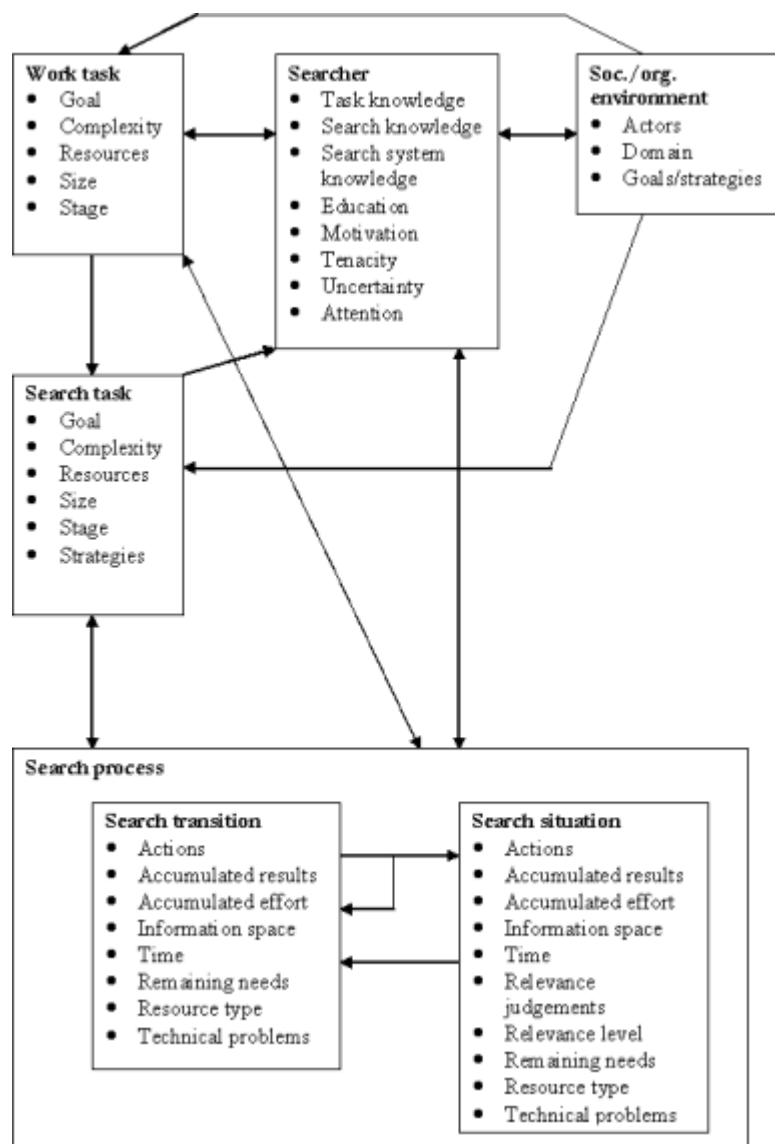 Work task
Goal
Complexity
Resources
Size
Stage
Searcher
Task knowledge
Search knowledge
Search system
knowledge
Education
Motivation
Tenacity
Uncertainty
Attention
Soc./org.
environment
Actors
Domain
Goals/strategies
Search task
Goal
Complexity
Resources
Size
Stage
Strategies
Search process
Search transition
Actions
Accumulated results
Accumulated effort
Information space
Time
Remaining needs
Resource type
Technical problems
Search situation
Actions
Accumulated results
Accumulated effort
Information space
Time
Relevance
judgements
Relevance level
Remaining needs
Resource type
Technical problems